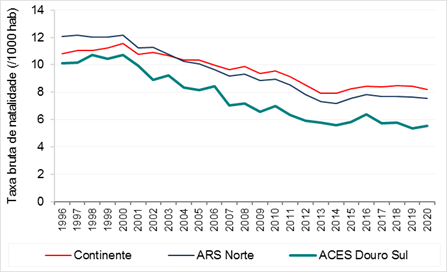 Taxa bruta de natalidade (/1000 hab)
14
12
10
8
6
4
2
0
1996 1997 1998 1999 2000 2001 2002 2003 2004 2005 2006 2007 2008 2009 2010 2011 2012 2013 2014 2015 2016 2017 2018 2019 2020
Continente ARS Norte ACES Douro Sul